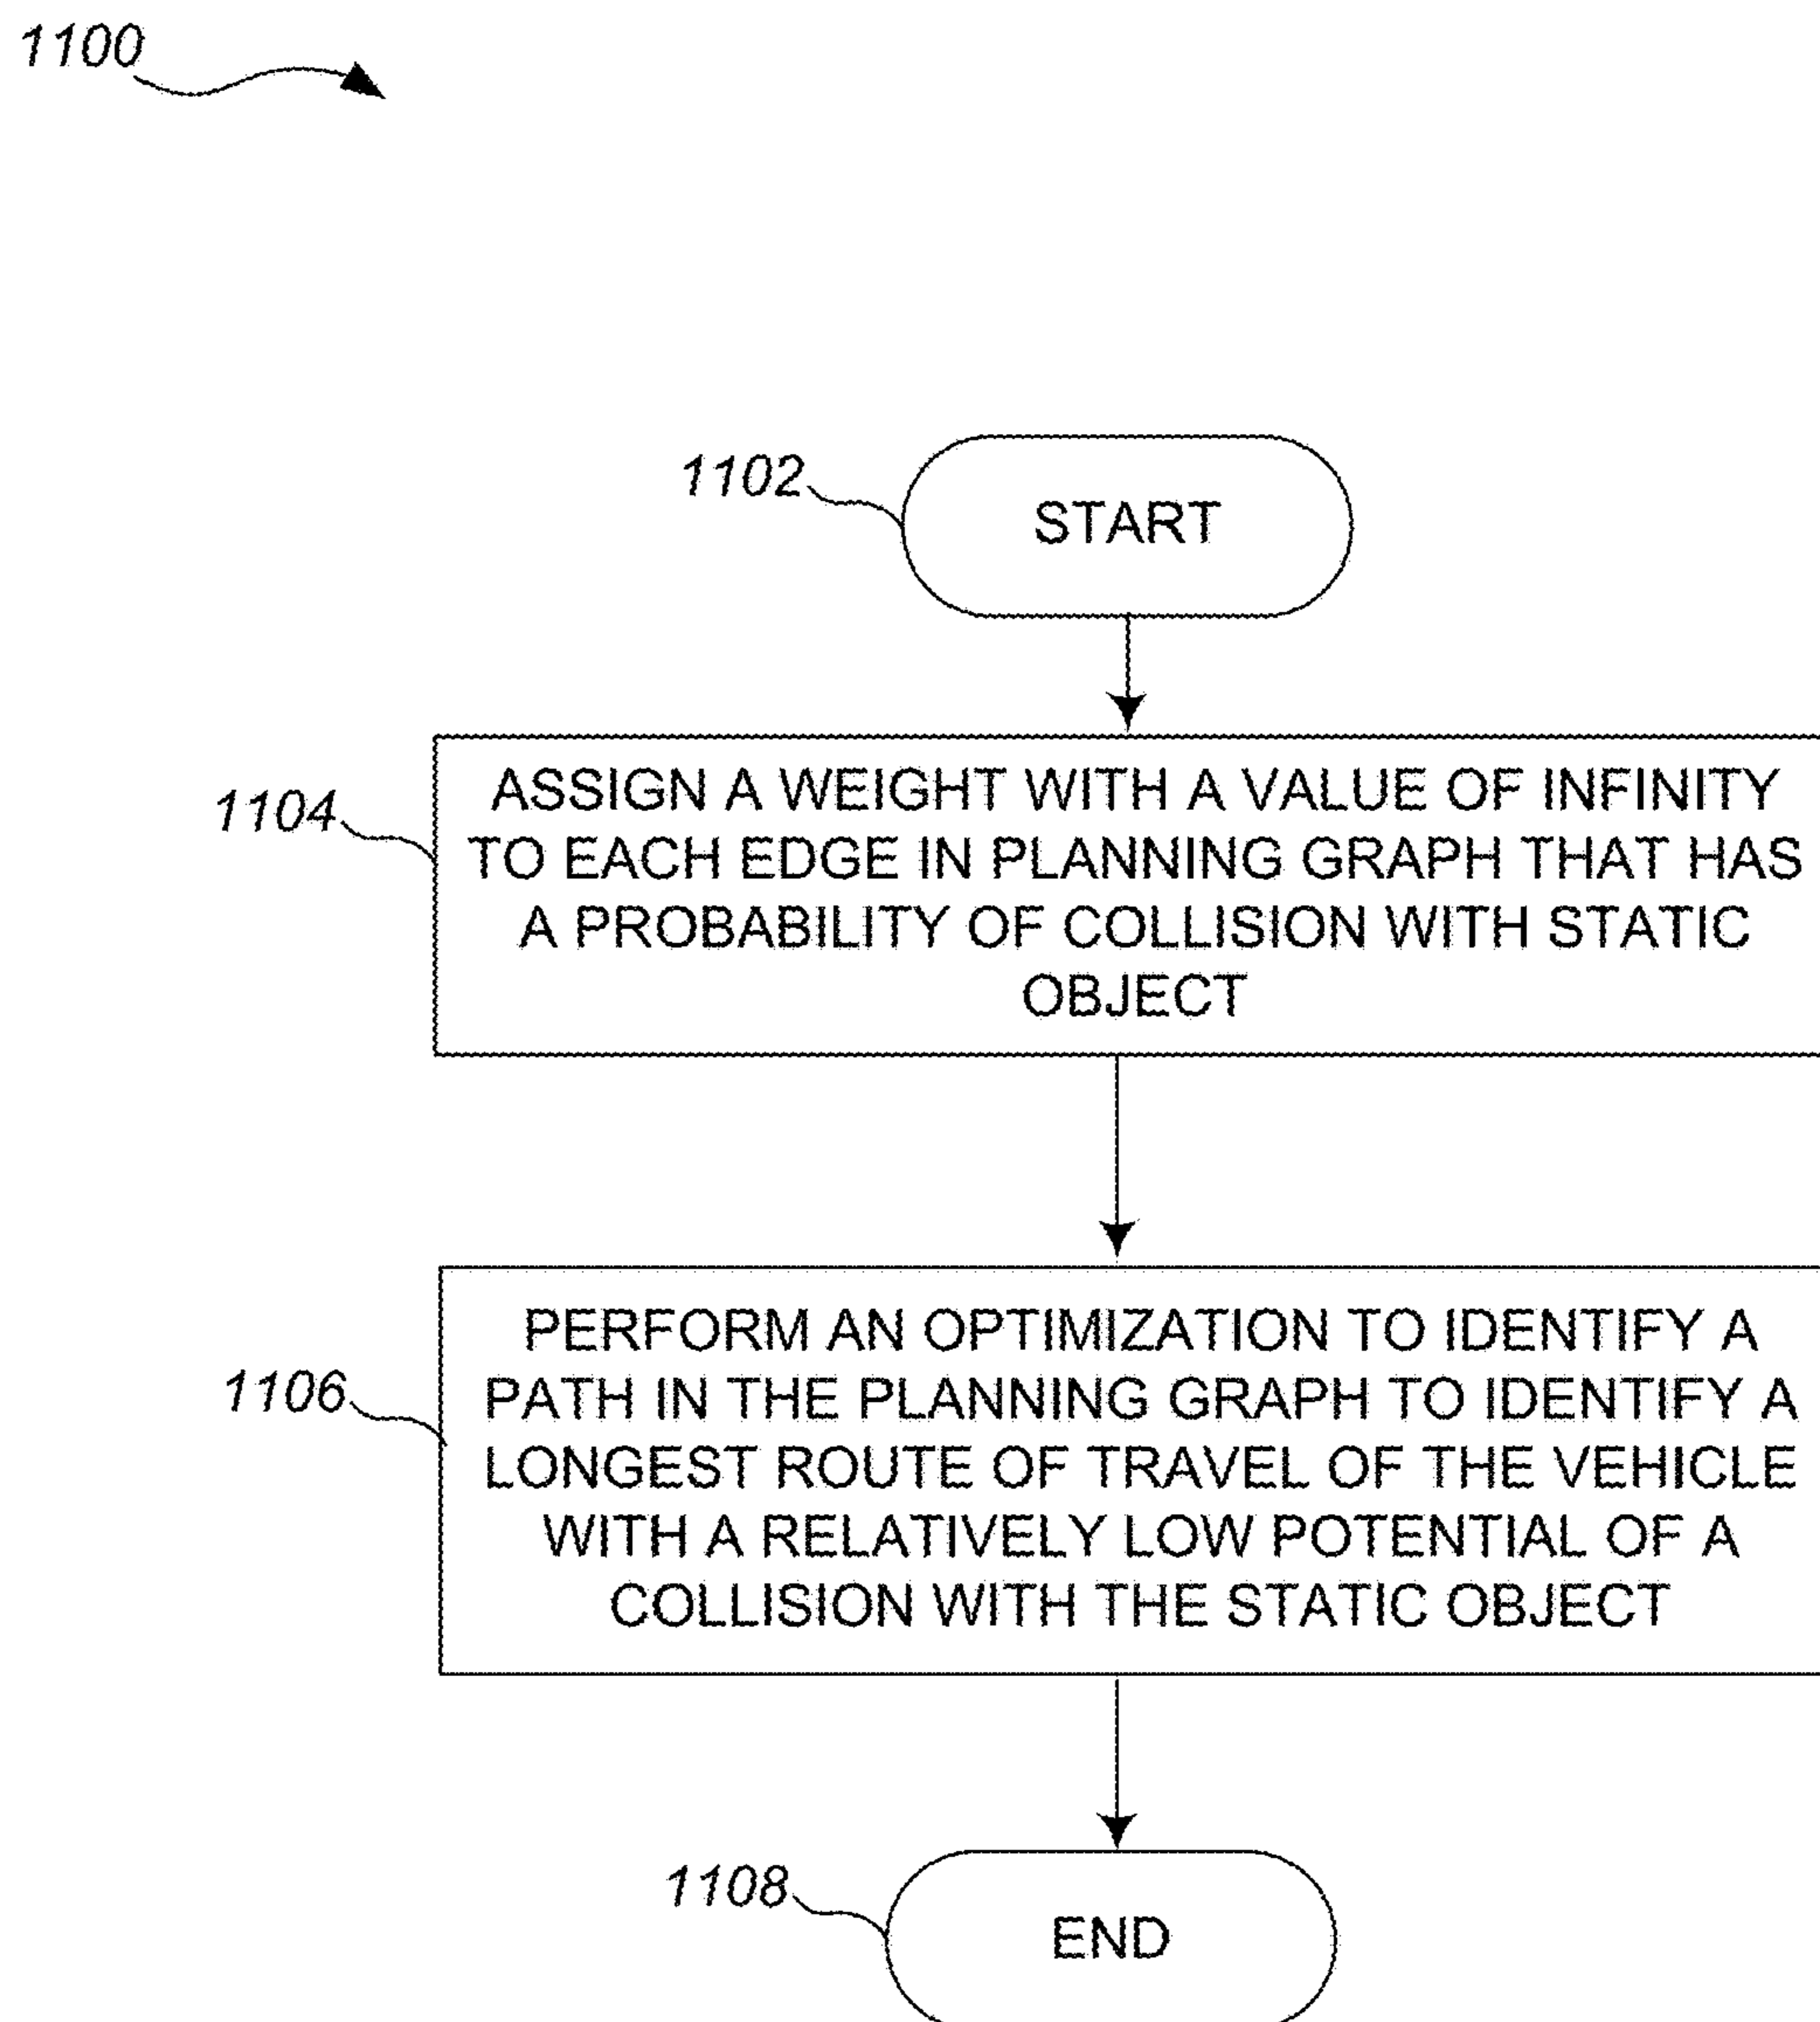 1100
1102
START
1104
ASSIGN A WEIGHT WITH A VALUE OF INFINITY
TO EACH EDGE IN PLANNING GRAPH THAT HAS
A PROBABILITY OF COLLISION WITH STATIC
OBJECT
1106
PERFORM AN OPTIMIZATION TO IDENTIFY A
PATH IN THE PLANNING GRAPH TO IDENTIFY A
LONGEST ROUTE OF TRAVEL OF THE VEHICLE
WITH A RELATIVELY LOW POTENTIAL OF A
COLLISION WITH THE STATIC OBJECT
1108
END